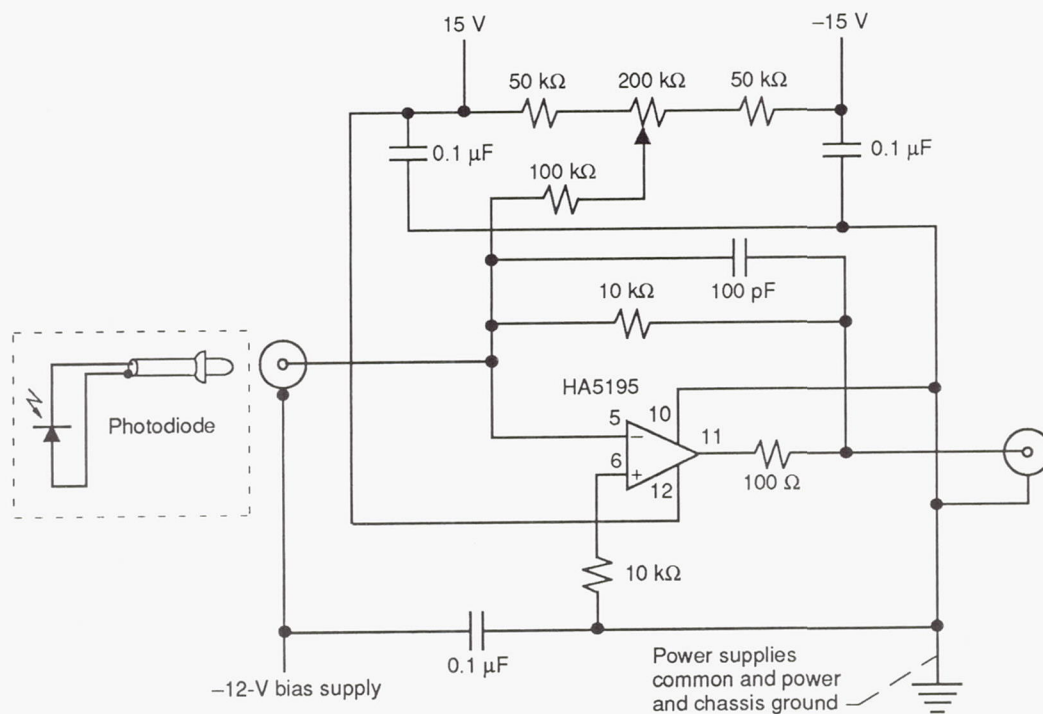 15 V
–15 V
50 kΩ
200 kΩ
50 kΩ
0.1 µF
0.1 µF
100 kΩ
100 pF
10 kΩ
HA5195
Photodiode
5
10
–
11
6
+
12
100 Ω
10 kΩ
0.1 µF
–12-V bias supply
Power supplies
common and power
and chassis ground